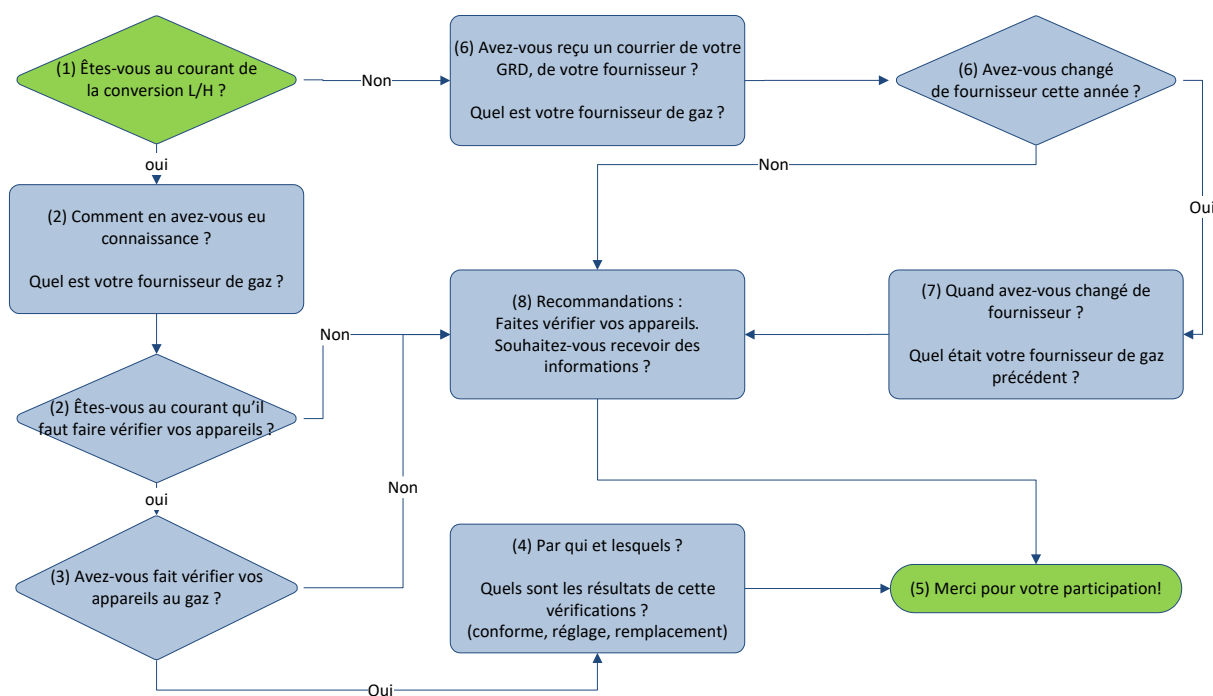 (1) Êtes-vous au courant de
la conversion L/H ?
Non
(6) Avez-vous reçu un courrier de votre
GRD, de votre fournisseur ?
Quel est votre fournisseur de gaz ?
(6) Avez-vous changé
de fournisseur cette année ?
oui
Non
Oui
(2) Comment en avez-vous eu
connaissance ?
Quel est votre fournisseur de gaz ?
(8) Recommandations :
Faites vérifier vos appareils.
Souhaitez-vous recevoir des
informations ?
(7) Quand avez-vous changé de
fournisseur ?
Quel était votre fournisseur de gaz
précédent ?
Non
(2) Êtes-vous au courant qu’il
faut faire vérifier vos appareils ?
Non
oui
(3) Avez-vous fait vérifier vos
appareils au gaz ?
(4) Par qui et lesquels ?
Quels sont les résultats de cette
vérifications ?
(conforme, réglage, remplacement)
(5) Merci pour votre participation!
Oui